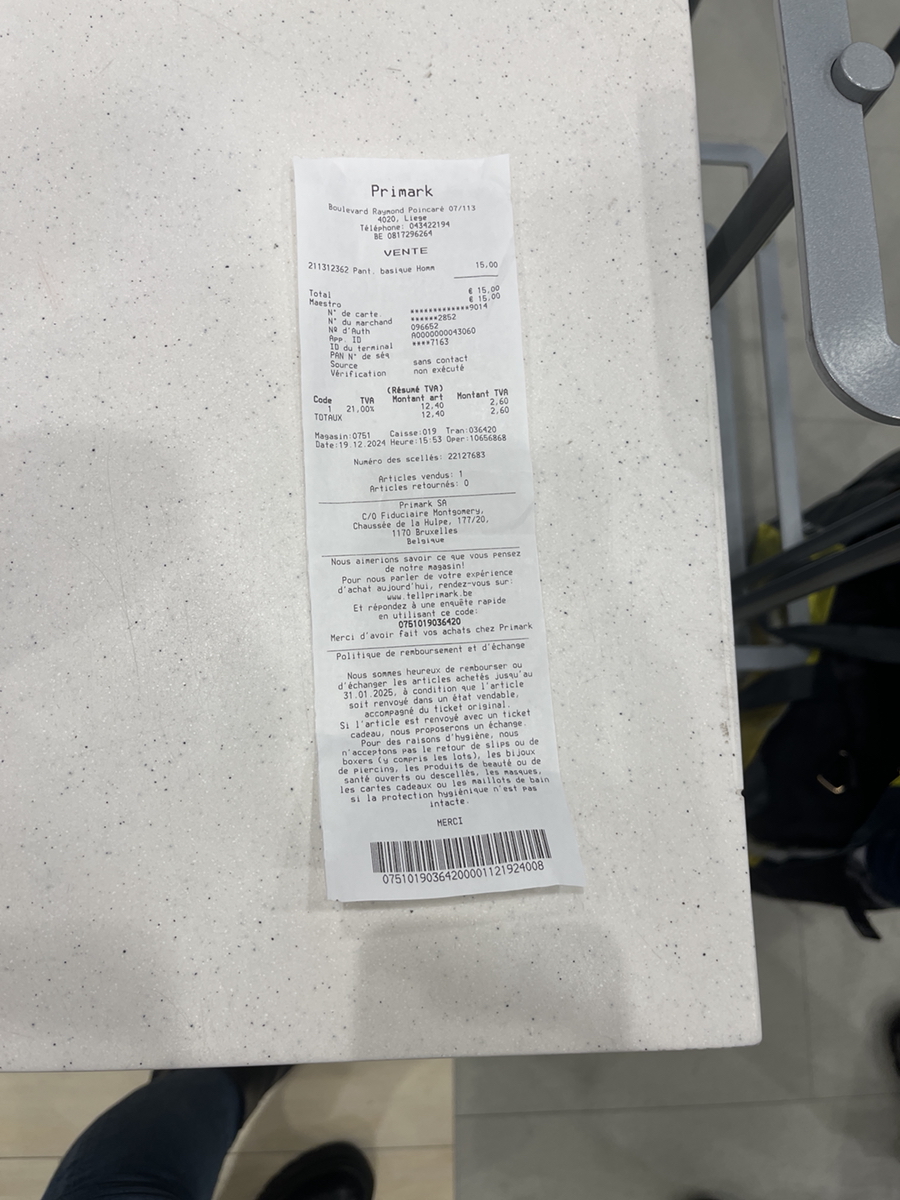 Primark
Boulevard Raymond Poincaré 07/113
4020, Liege
Téléphone: 043422194
BE 0817296264
VENTE
211312362 Pant. basique Homm 15,00
Total € 15,00
Maestro € 15,00
N° de carte *************9014
N° du marchand ******2852
Nº d'Auth 096652
App. ID A0000000043060
ID du terminal ****7163
PAN N° de séq
Source sans contact
Vérification non exécuté
(Résumé TVA)
Code TVA Montant art Montant TVA
1 21,00% 12,40 2,60
TOTAUX 12,40 2,60
Magasin:0751 Caisse:019 Tran:036420
Date:19.12.2024 Heure:15:53 Oper:10656868
Numéro des scellés: 22127683
Articles vendus: 1
Articles retournés: 0
Primark SA
C/O Fiduciaire Montgomery,
Chaussée de la Hulpe, 177/20,
1170 Bruxelles
Belgique
Nous aimerions savoir ce que vous pensez
de notre magasin!
Pour nous parler de votre expérience
d'achat aujourd'hui, rendez-vous sur:
www.tellprimark.be
Et répondez à une enquête rapide
en utilisant ce code:
0751019036420
Merci d'avoir fait vos achats chez Primark
Politique de remboursement et d'échange
Nous sommes heureux de rembourser ou
d'échanger les articles achetés jusqu'au
31.01.2025, à condition que l'article
soit renvoyé dans un état vendable,
accompagné du ticket original.
Si l'article est renvoyé avec un ticket
cadeau, nous proposerons un échange.
Pour des raisons d'hygiène, nous
n'acceptons pas le retour de slips ou de
boxers (y compris les lots), les bijoux
de piercing, les produits de beauté ou de
santé ouverts ou descellés, les masques,
les cartes cadeaux ou les maillots de bain
si la protection hygiénique n'est pas
intacte.
MERCI
07510190364200001121924008